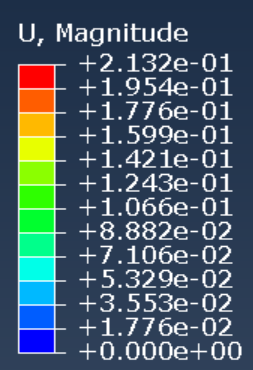 U, Magnitude
+2.132e-01
+1.954e-01
+1.776e-01
+1.599e-01
+1.421e-01
+1.243e-01
+1.066e-01
+8.882e-02
+7.106e-02
+5.329e-02
+3.553e-02
+1.776e-02
+0.000e+00